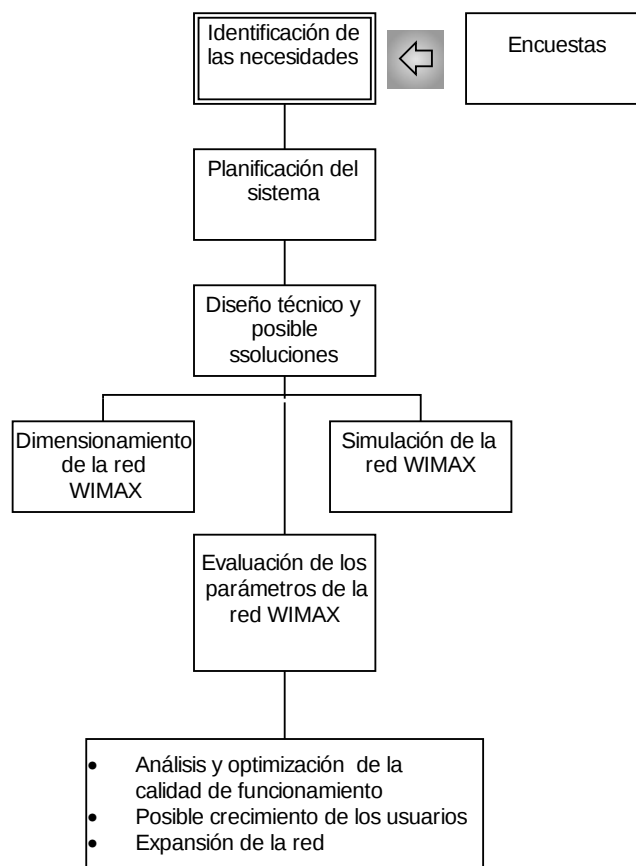 Identificación de
las necesidades
Encuestas
Planificación del
sistema
Diseño técnico y
posible
ssoluciones
Dimensionamiento
de la red
WIMAX
Simulación de la
red WIMAX
Evaluación de los
parámetros de la
red WIMAX
• Análisis y optimización de la
calidad de funcionamiento
• Posible crecimiento de los usuarios
• Expansión de la red